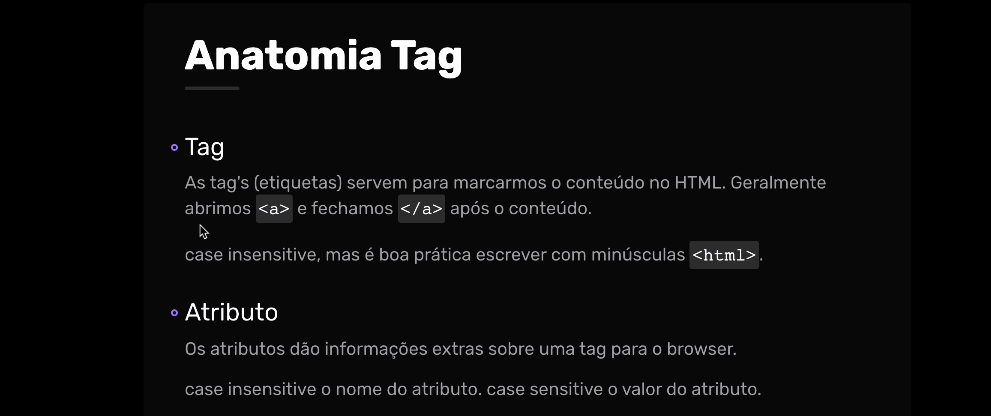 Anatomia Tag
Tag
As tag's (etiquetas) servem para marcarmos o conteúdo no HTML. Geralmente
abrimos <a> e fechamos </a> após o conteúdo.
case insensitive, mas é boa prática escrever com minúsculas <html>.
Atributo
Os atributos dão informações extras sobre uma tag para o browser.
case insensitive o nome do atributo. case sensitive o valor do atributo.